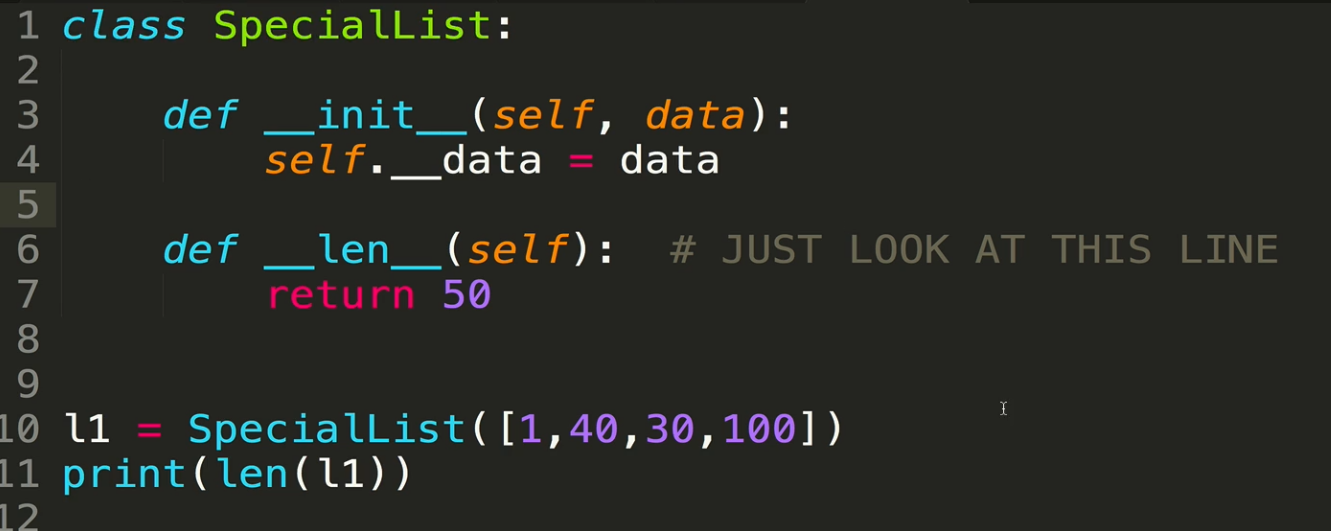 1 class SpecialList:
2
3     def __init__(self, data):
4         self.__data = data
5
6     def __len__(self):  # JUST LOOK AT THIS LINE
7         return 50
8
9
10 l1 = SpecialList([1,40,30,100])
11 print(len(l1))
12